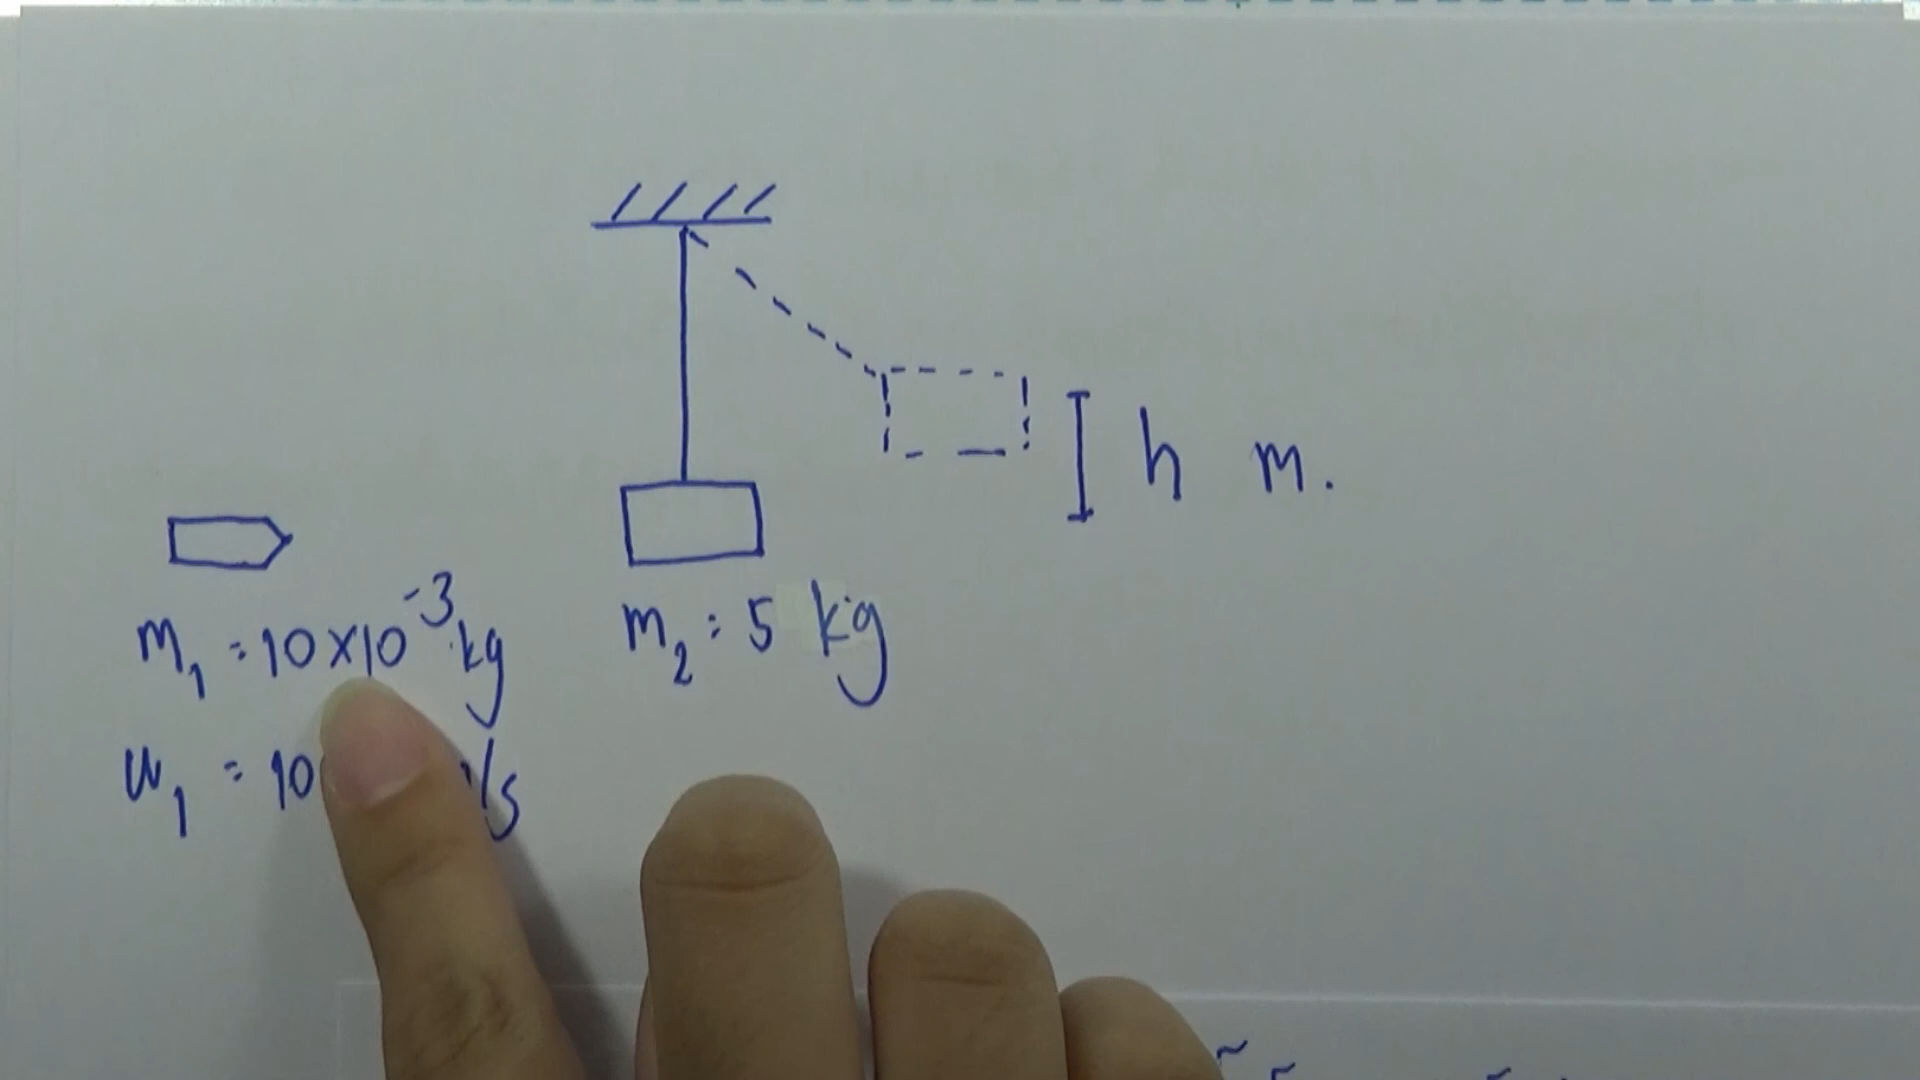 h m.
m₁ = 10×10⁻³ kg
m₂ = 5 kg
u₁ = 10 /s